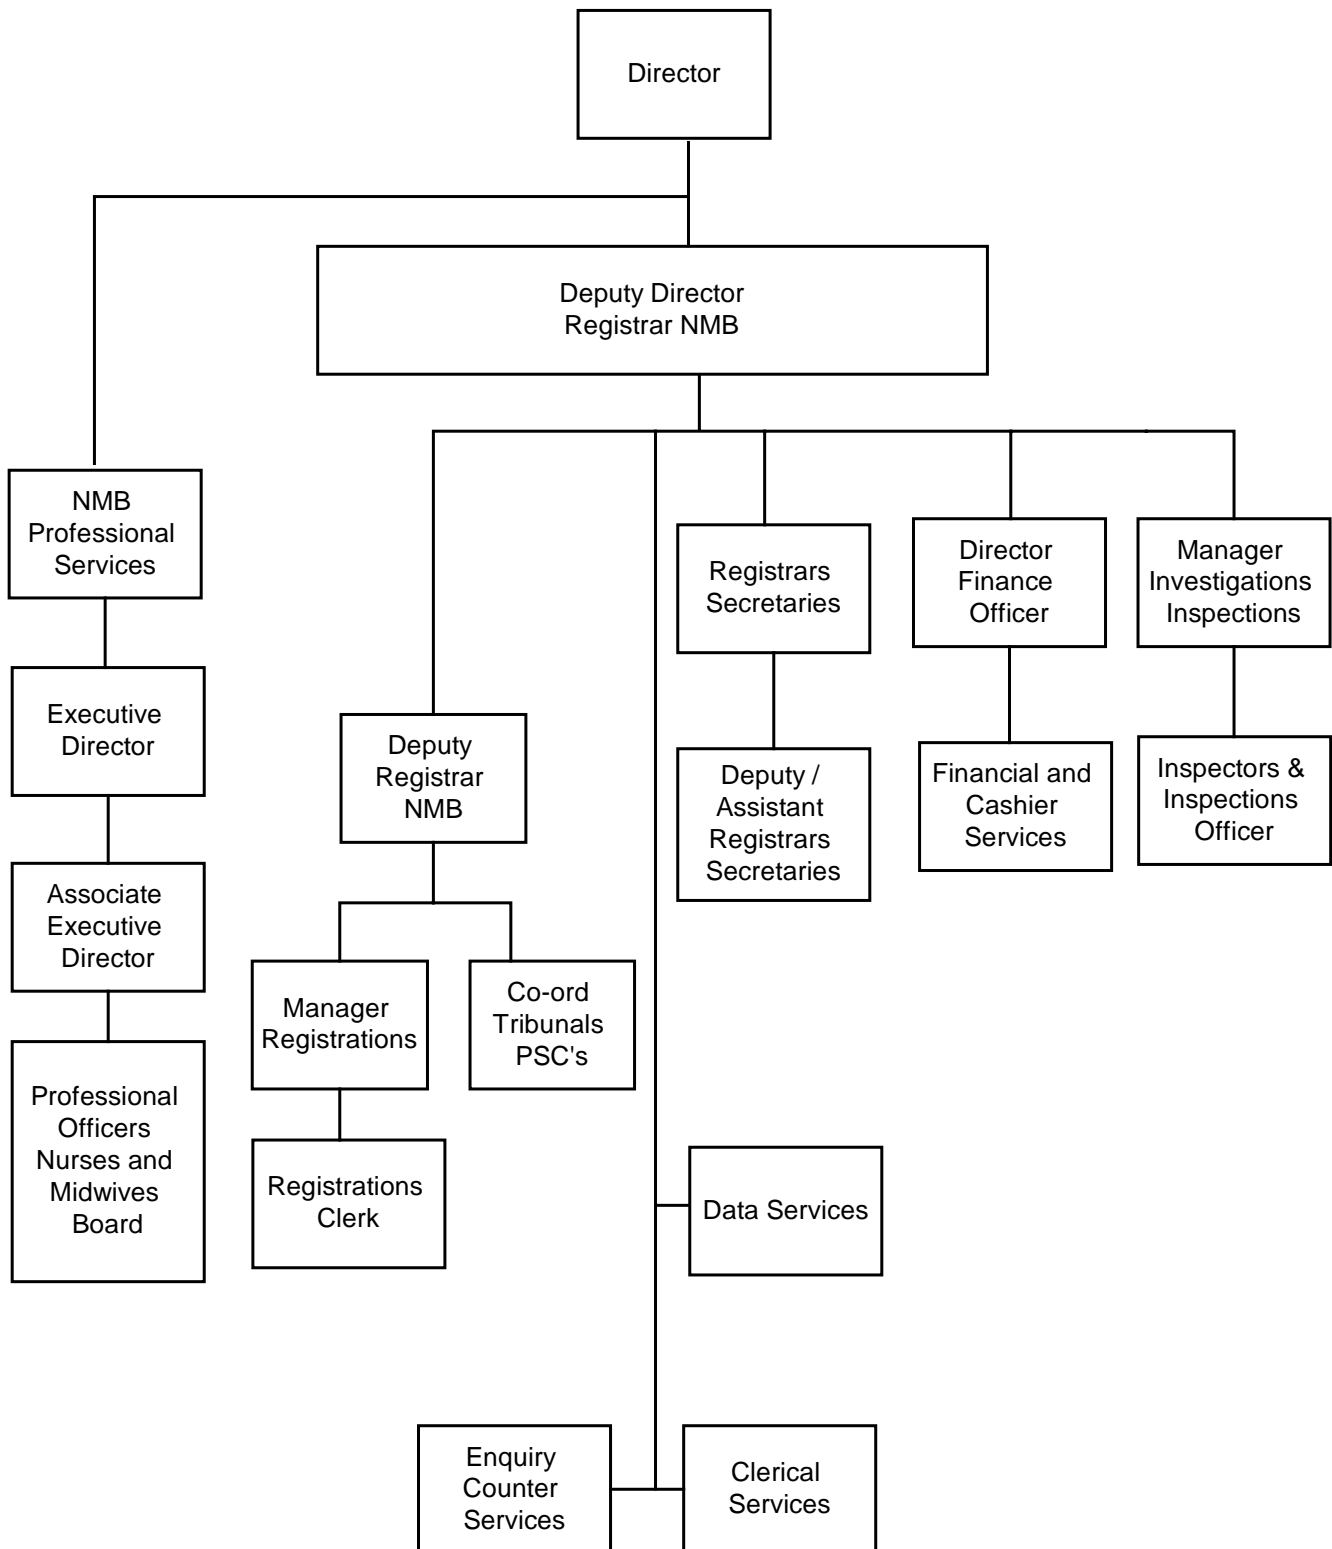 Director
Deputy Director
Registrar NMB
NMB
Professional
Services
Executive
Director
Associate
Executive
Director
Professional
Officers
Nurses and
Midwives
Board
Deputy
Registrar
NMB
Manager
Registrations
Registrations
Clerk
Co-ord
Tribunals
PSC's
Registrars
Secretaries
Deputy /
Assistant
Registrars
Secretaries
Director
Finance
Officer
Financial and
Cashier
Services
Manager
Investigations
Inspections
Inspectors &
Inspections
Officer
Data Services
Enquiry
Counter
Services
Clerical
Services